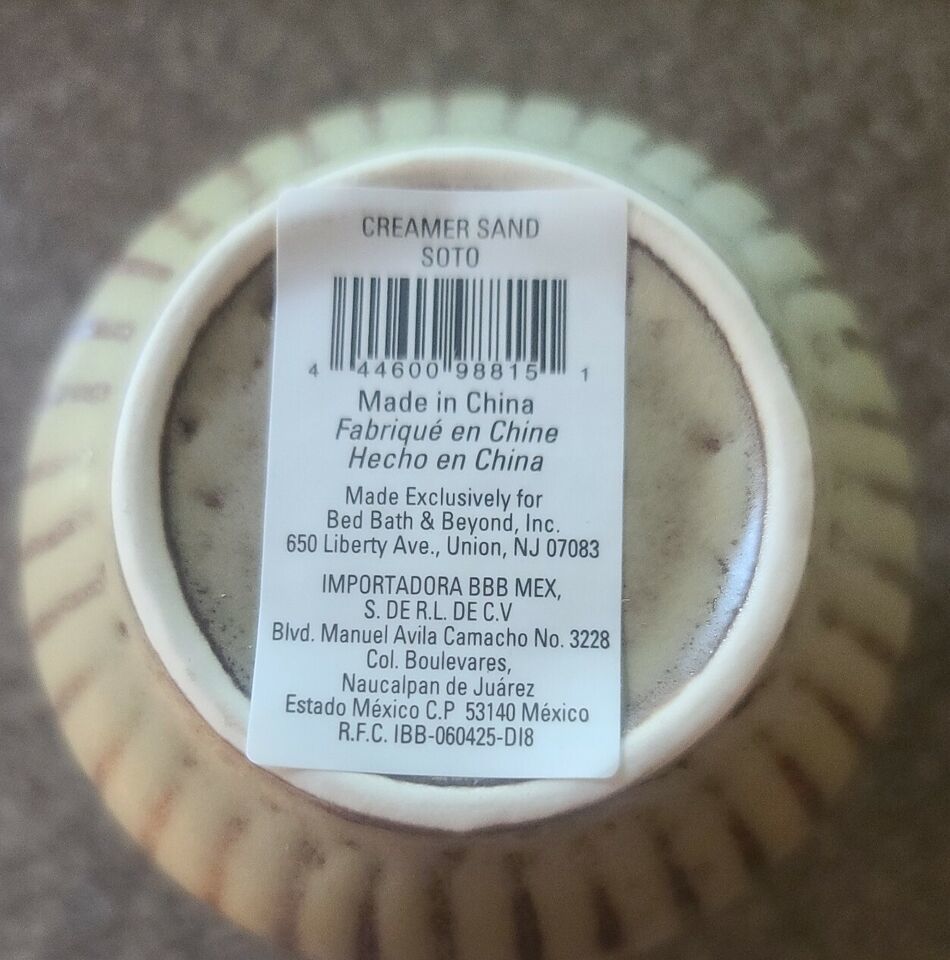 CREAMER SAND
SOTO
4 44600 98815 1
Made in China
Fabriqué en Chine
Hecho en China
Made Exclusively for
Bed Bath & Beyond, Inc.
650 Liberty Ave., Union, NJ 07083
IMPORTADORA BBB MEX,
S. DE R.L. DE C.V
Blvd. Manuel Avila Camacho No. 3228
Col. Boulevares,
Naucalpan de Juárez
Estado México C.P 53140 México
R.F.C. IBB-060425-DI8